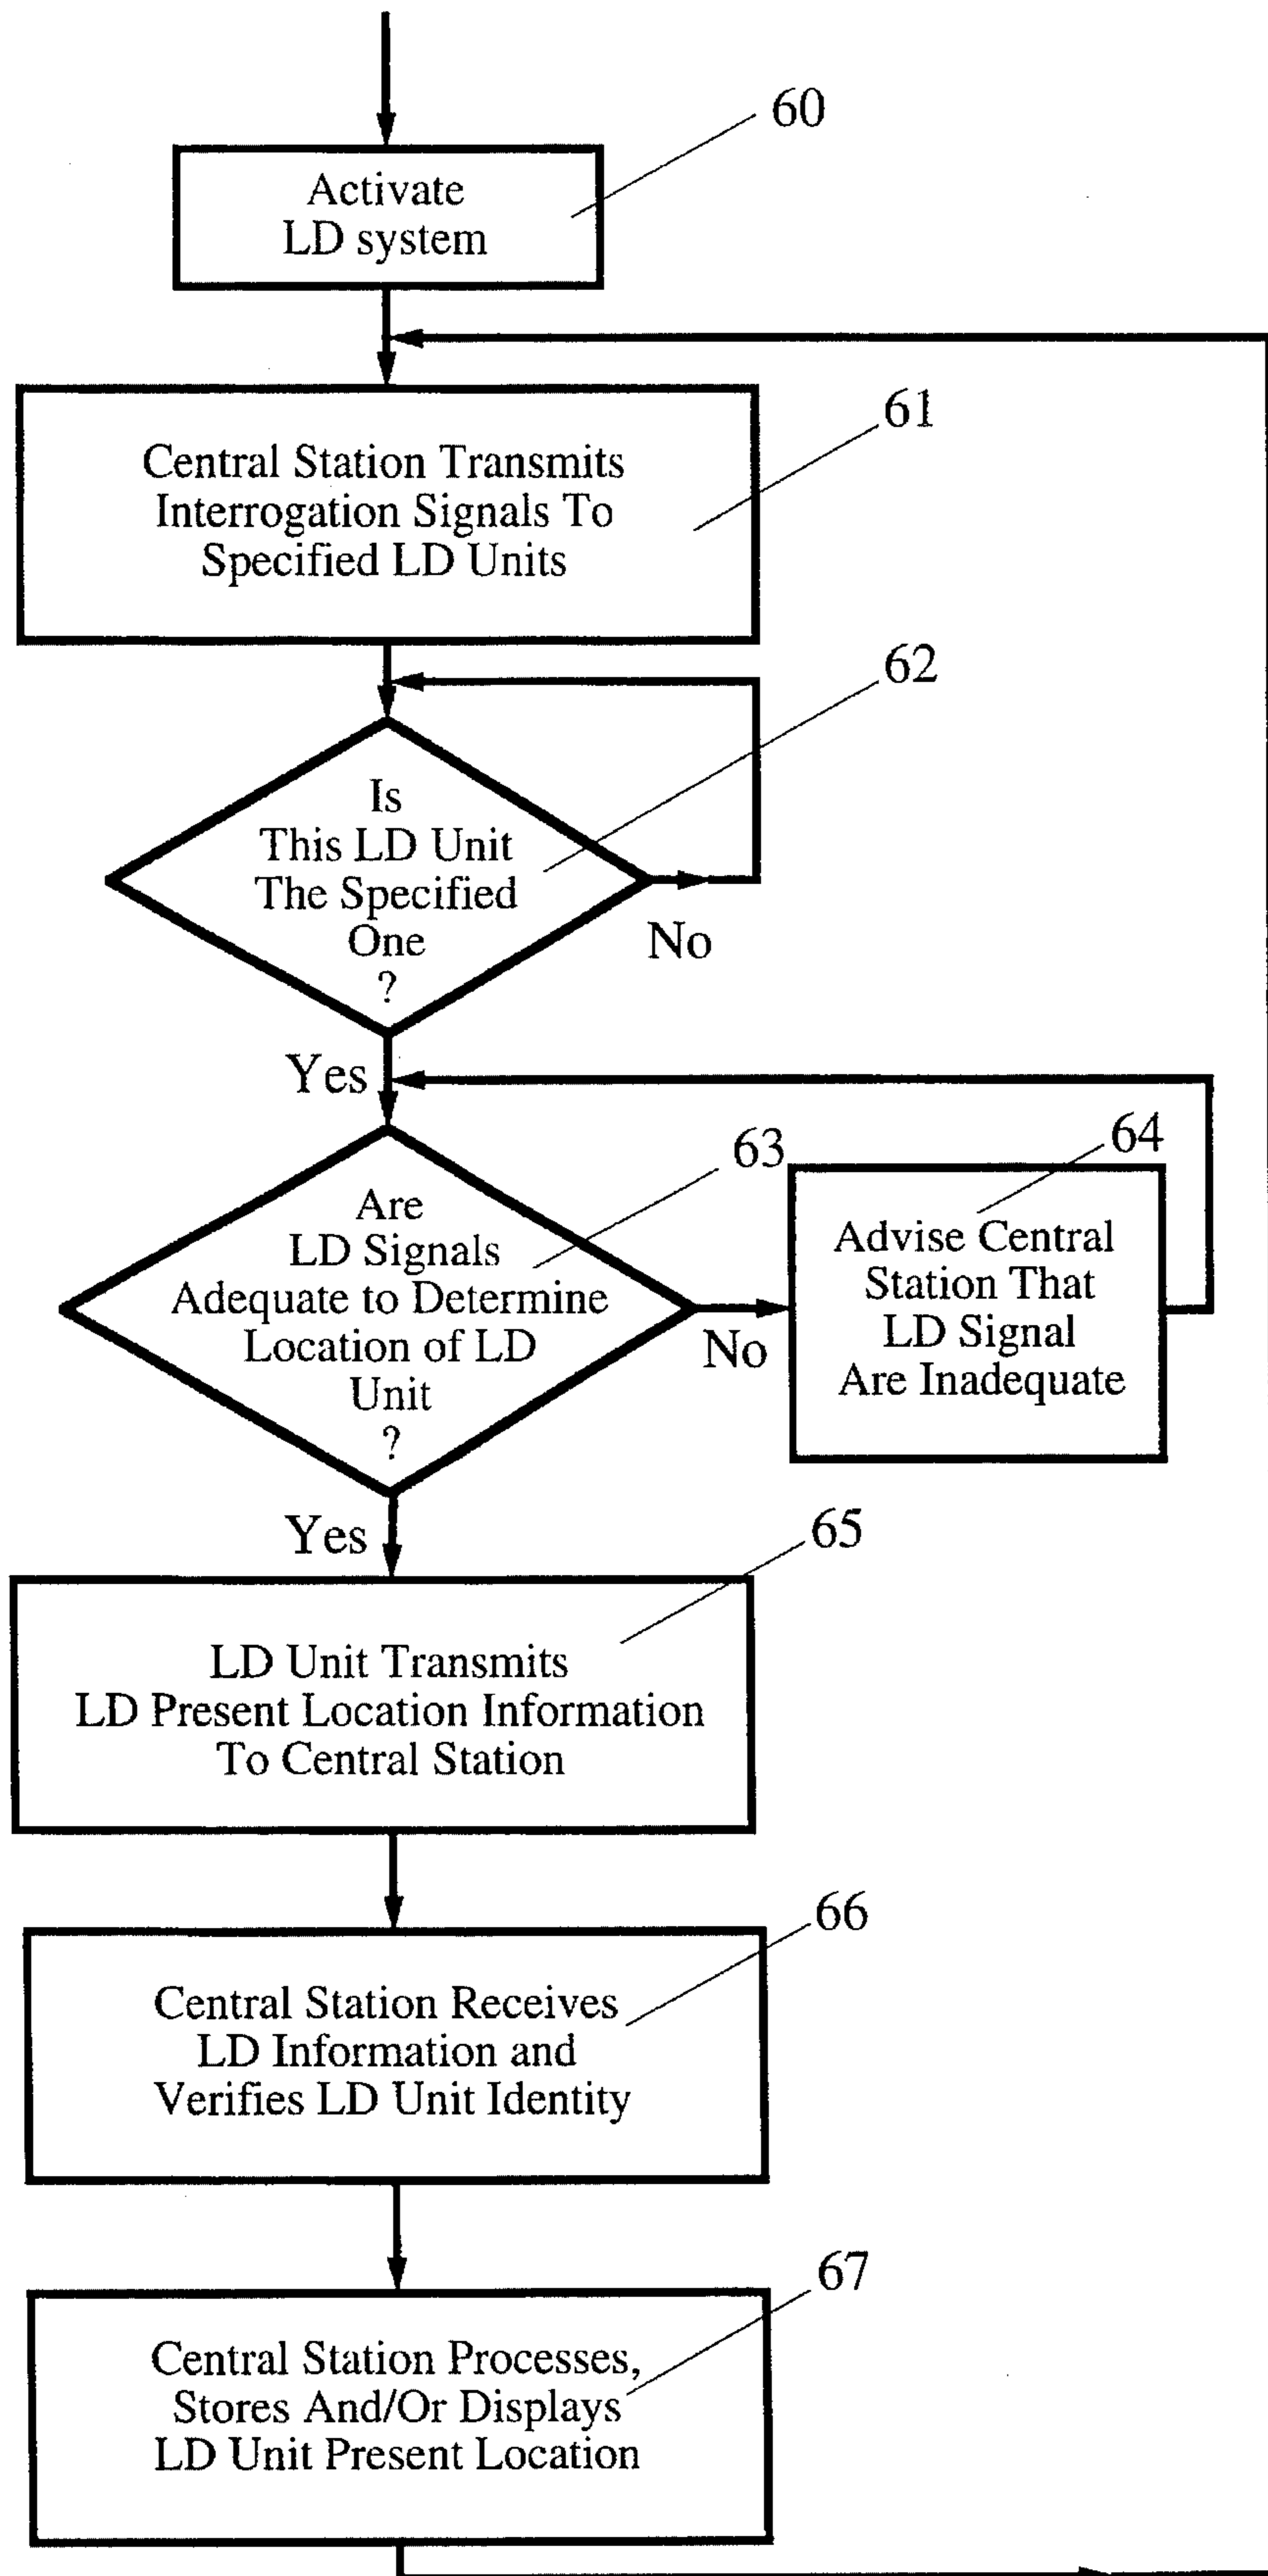 60
Activate
LD system
61
Central Station Transmits
Interrogation Signals To
Specified LD Units
62
Is
This LD Unit
The Specified
One
?
No
Yes
63
Are
LD Signals
Adequate to Determine
Location of LD
Unit
?
No
64
Advise Central
Station That
LD Signal
Are Inadequate
Yes
65
LD Unit Transmits
LD Present Location Information
To Central Station
66
Central Station Receives
LD Information and
Verifies LD Unit Identity
67
Central Station Processes,
Stores And/Or Displays
LD Unit Present Location